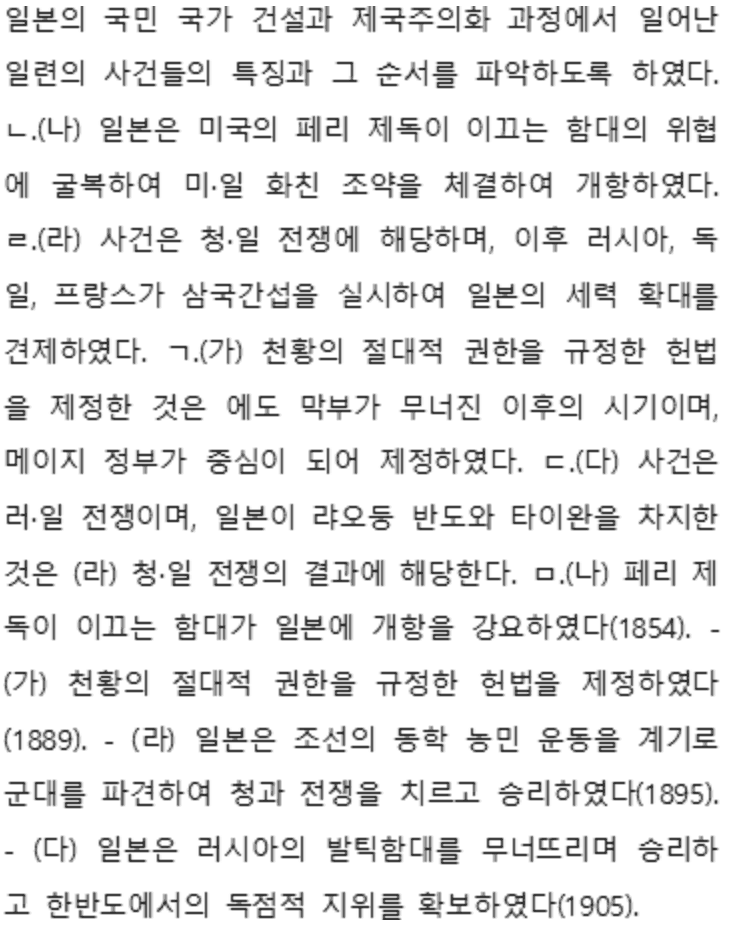 일본의 국민 국가 건설과 제국주의화 과정에서 일어난
일련의 사건들의 특징과 그 순서를 파악하도록 하였다.
ㄴ.(나) 일본은 미국의 페리 제독이 이끄는 함대의 위협
에 굴복하여 미·일 화친 조약을 체결하여 개항하였다.
ㄹ.(라) 사건은 청·일 전쟁에 해당하며, 이후 러시아, 독
일, 프랑스가 삼국간섭을 실시하여 일본의 세력 확대를
견제하였다. ㄱ.(가) 천황의 절대적 권한을 규정한 헌법
을 제정한 것은 에도 막부가 무너진 이후의 시기이며,
메이지 정부가 중심이 되어 제정하였다. ㄷ.(다) 사건은
러·일 전쟁이며, 일본이 랴오둥 반도와 타이완을 차지한
것은 (라) 청·일 전쟁의 결과에 해당한다. ㅁ.(나) 페리 제
독이 이끄는 함대가 일본에 개항을 강요하였다(1854). -
(가) 천황의 절대적 권한을 규정한 헌법을 제정하였다
(1889). - (라) 일본은 조선의 동학 농민 운동을 계기로
군대를 파견하여 청과 전쟁을 치르고 승리하였다(1895).
- (다) 일본은 러시아의 발틱함대를 무너뜨리며 승리하
고 한반도에서의 독점적 지위를 확보하였다(1905).